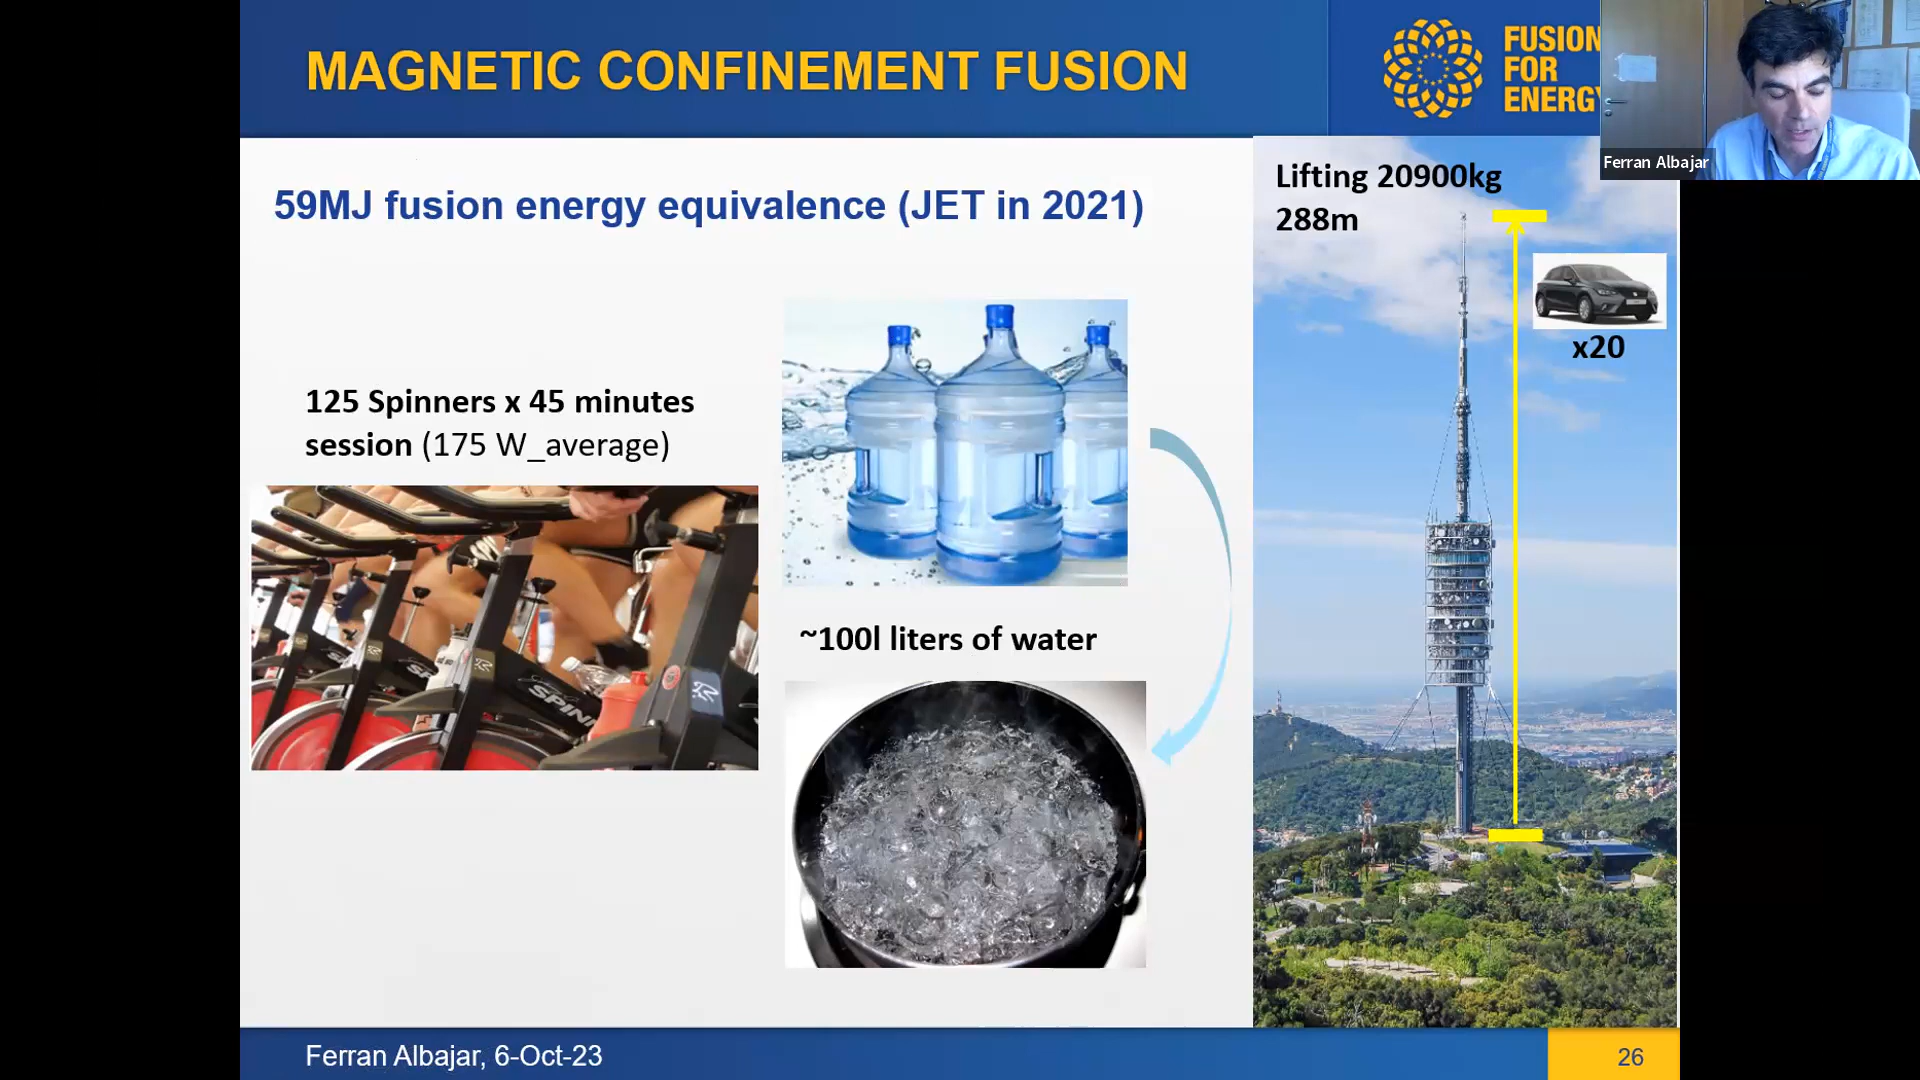 MAGNETIC CONFINEMENT FUSION
FUSION
FOR
ENERGY
Ferran Albajar
59MJ fusion energy equivalence (JET in 2021)
Lifting 20900kg
288m
x20
125 Spinners x 45 minutes
session (175 W_average)
SPINN
~100l liters of water
Ferran Albajar, 6-Oct-23
26